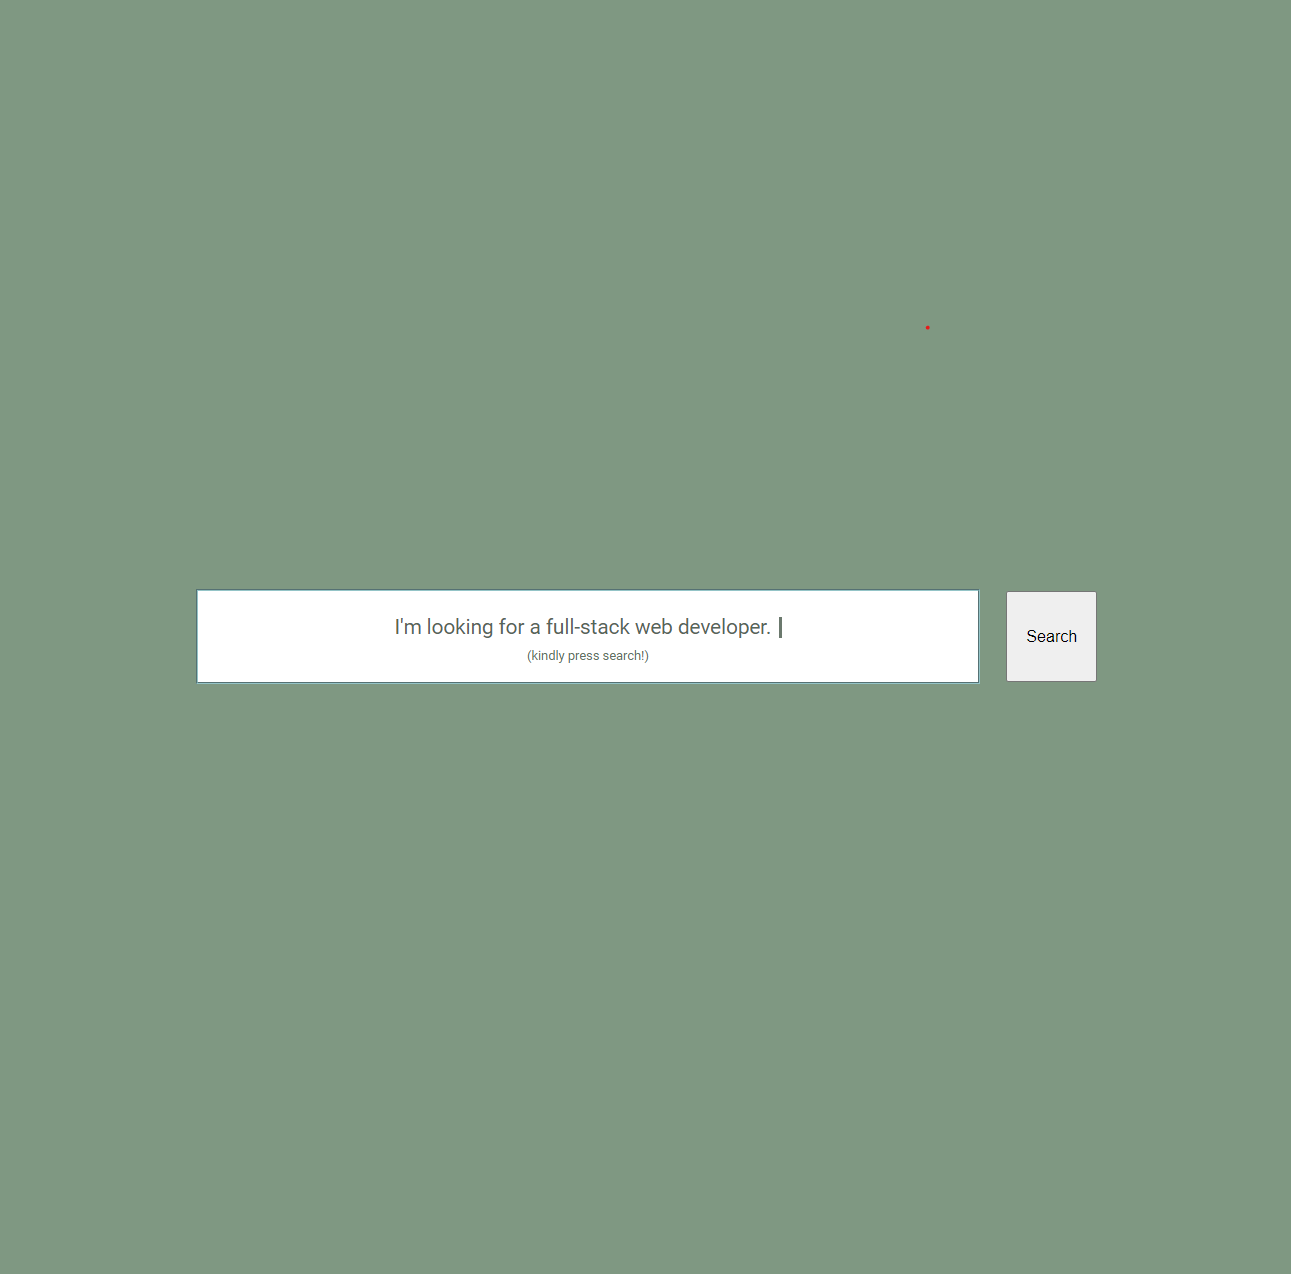 I'm looking for a full-stack web developer.
(kindly press search!)
Search